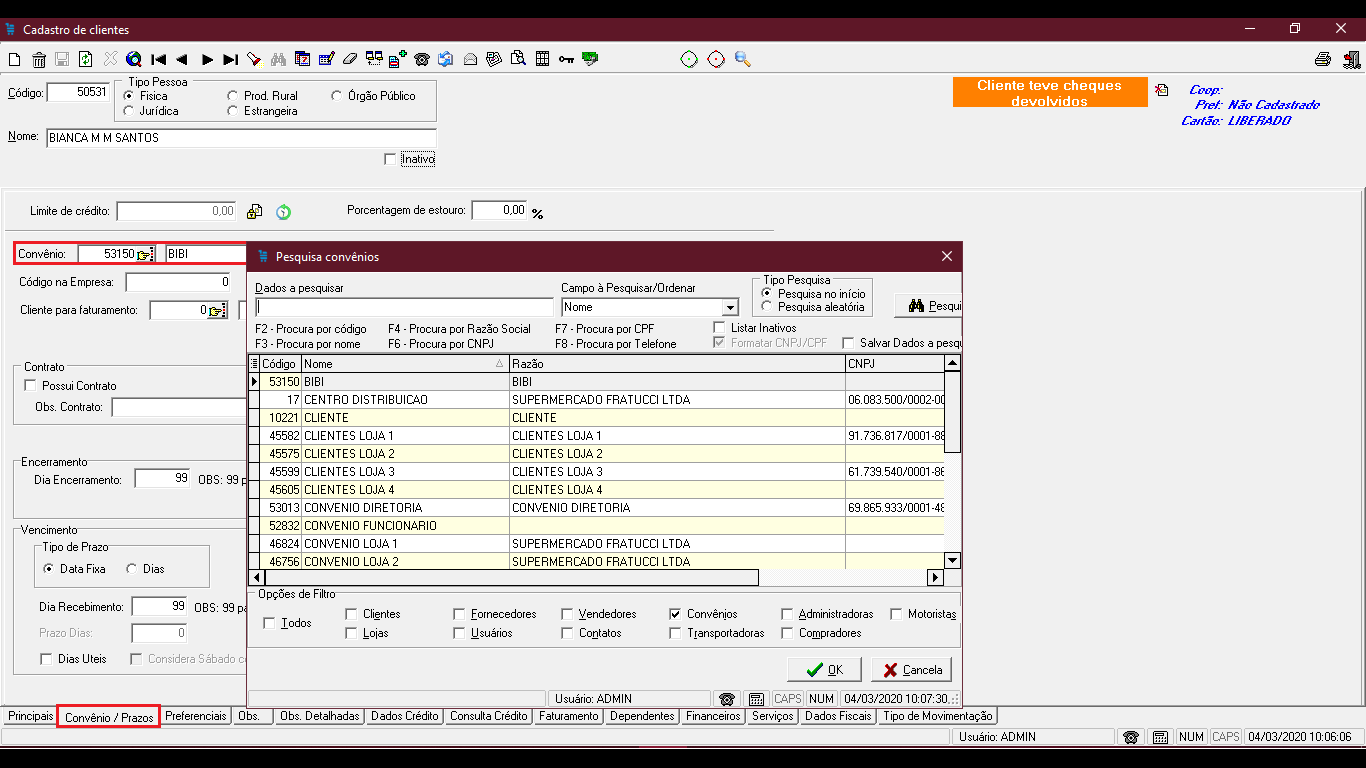 Cadastro de clientes
Código: 50531
Tipo Pessoa
Fisica
Prod. Rural
Órgão Público
Jurídica
Estrangeira
Cliente teve cheques
devolvidos
Coop:
Pref: Não Cadastrado
Cartão: LIBERADO
Nome: BIANCA M M SANTOS
Inativo
Limite de crédito: 0,00
Porcentagem de estouro: 0,00 %
Convênio: 53150 BIBI
Código na Empresa: 0
Cliente para faturamento: 0
Contrato
Possui Contrato
Obs. Contrato:
Encerramento
Dia Encerramento: 99 OBS: 99 p
Vencimento
Tipo de Prazo
Data Fixa
Dias
Dia Recebimento: 99 OBS: 99 pa
Prazo Dias: 0
Dias Uteis
Considera Sábado co
Pesquisa convênios
Dados a pesquisar
Campo à Pesquisar/Ordenar
Nome
Tipo Pesquisa
Pesquisa no início
Pesquisa aleatória
Pesqui
F2 - Procura por código
F4 - Procura por Razão Social
F7 - Procura por CPF
Listar Inativos
F3 - Procura por nome
F6 - Procura por CNPJ
F8 - Procura por Telefone
Formatar CNPJ/CPF
Salvar Dados a pesqu
Código Nome Razão CNPJ
53150 BIBI BIBI
17 CENTRO DISTRIBUICAO SUPERMERCADO FRATUCCI LTDA 06.083.500/0002-00
10221 CLIENTE CLIENTE
45582 CLIENTES LOJA 1 CLIENTES LOJA 1 91.736.817/0001-88
45575 CLIENTES LOJA 2 CLIENTES LOJA 2
45599 CLIENTES LOJA 3 CLIENTES LOJA 3 61.739.540/0001-86
45605 CLIENTES LOJA 4 CLIENTES LOJA 4
53013 CONVENIO DIRETORIA CONVENIO DIRETORIA 69.865.933/0001-48
52832 CONVENIO FUNCIONARIO
46824 CONVENIO LOJA 1 SUPERMERCADO FRATUCCI LTDA
46756 CONVENIO LOJA 2 SUPERMERCADO FRATUCCI LTDA
Opções de Filtro
Todos
Clientes
Fornecedores
Vendedores
Convênios
Administradoras
Motoristas
Lojas
Usuários
Contatos
Transportadoras
Compradores
OK
Cancela
Usuário: ADMIN CAPS NUM 04/03/2020 10:07:30
Principais Convênio / Prazos Referenciais Obs. Obs. Detalhadas Dados Crédito Consulta Crédito Faturamento Dependentes Financeiros Serviços Dados Fiscais Tipo de Movimentação
Usuário: ADMIN NUM CAPS 04/03/2020 10:06:06